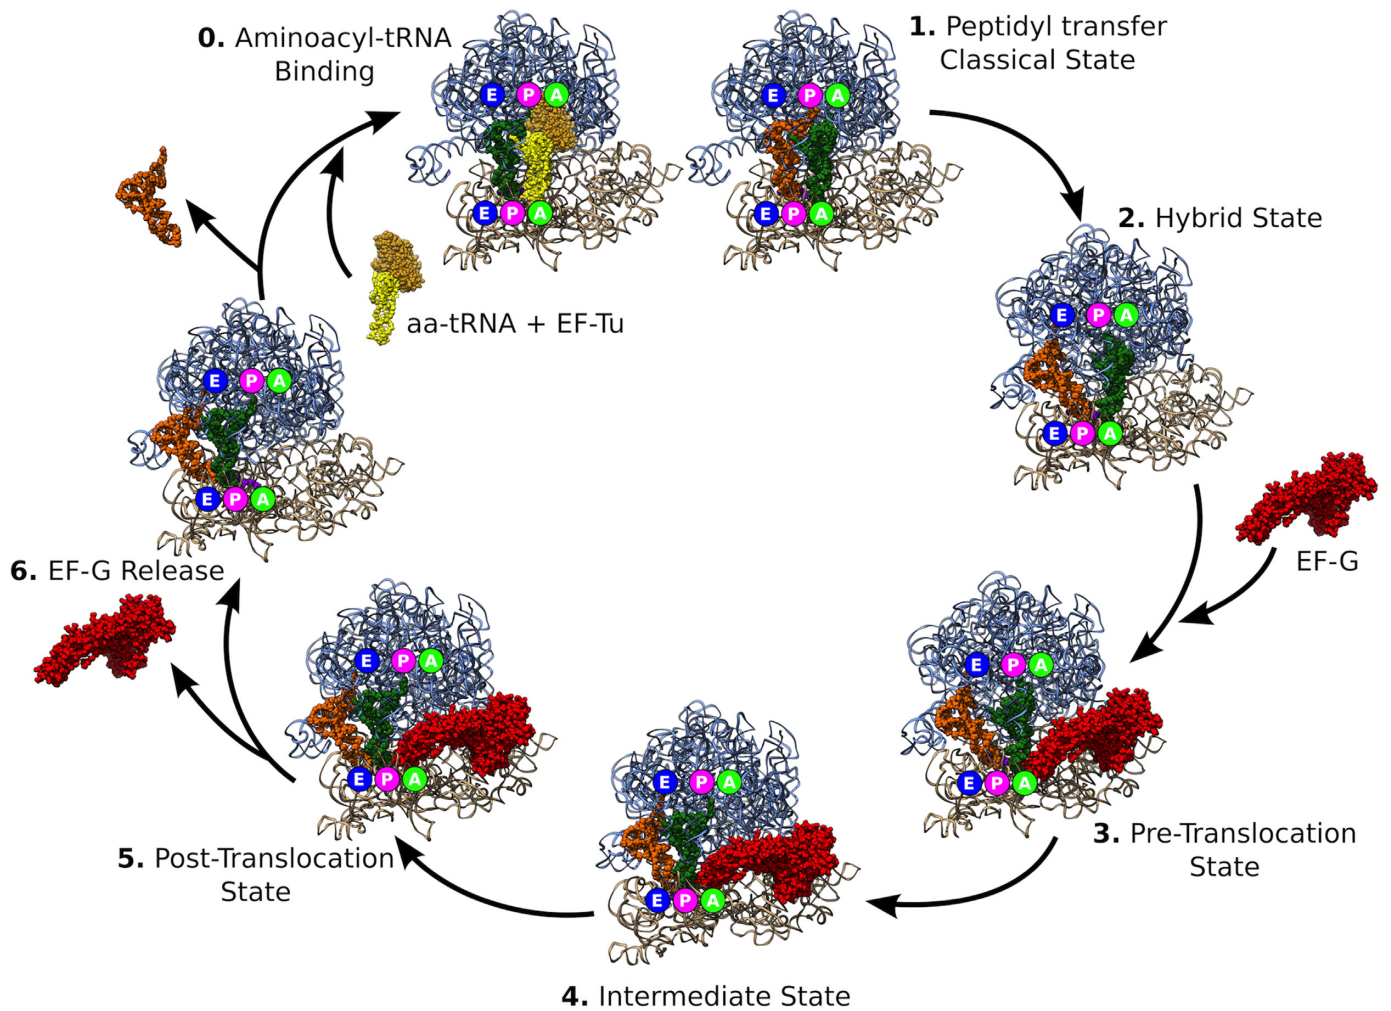 0. Aminoacyl-tRNA
Binding
1. Peptidyl transfer
Classical State
E P A
E P A
E P A
E P A
2. Hybrid State
aa-tRNA + EF-Tu
E P A
E P A
E P A
E P A
EF-G
3. Pre-Translocation
State
E P A
E P A
4. Intermediate State
E P A
E P A
5. Post-Translocation
State
E P A
E P A
6. EF-G Release